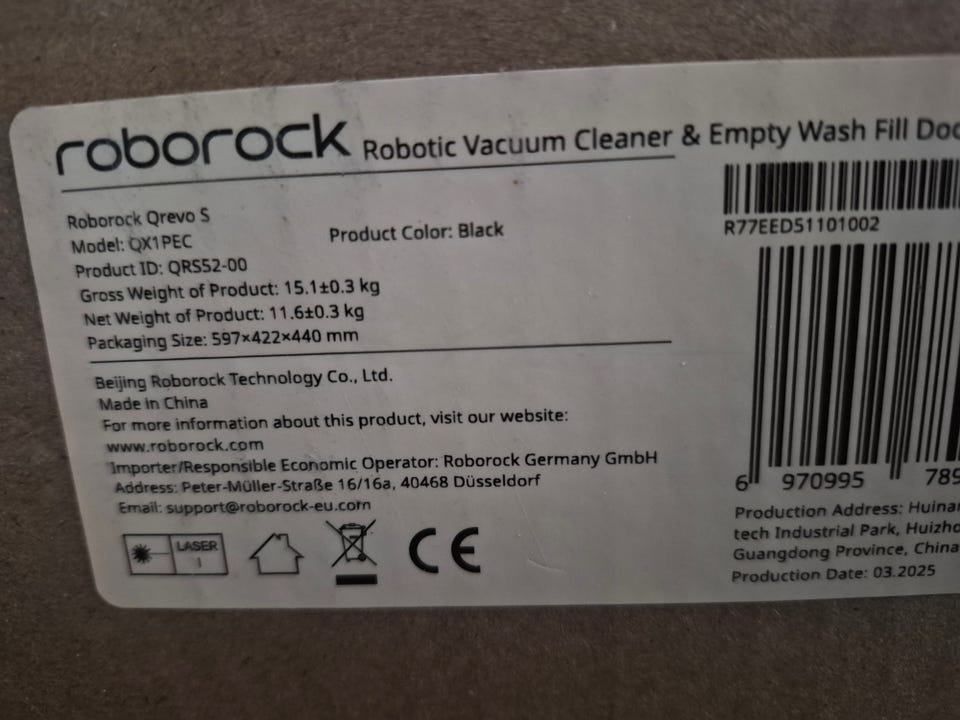 roborock Robotic Vacuum Cleaner & Empty Wash Fill
Roborock Qrevo S
Model: QX1PEC
Product Color: Black
Product ID: QRS52-00
Gross Weight of Product: 15.1±0.3 kg
Net Weight of Product: 11.6±0.3 kg
Packaging Size: 597×422×440 mm
Beijing Roborock Technology Co., Ltd.
Made in China
For more information about this product, visit our website:
www.roborock.com
Importer/Responsible Economic Operator: Roborock Germany GmbH
Address: Peter-Müller-Straße 16/16a, 40468 Düsseldorf
Email: support@roborock-eu.com
LASER
1
CE
R77EED51101002
6 970995 789
Production Address:
tech Industrial Park,
Guangdong Province, China
Production Date: 03.2025